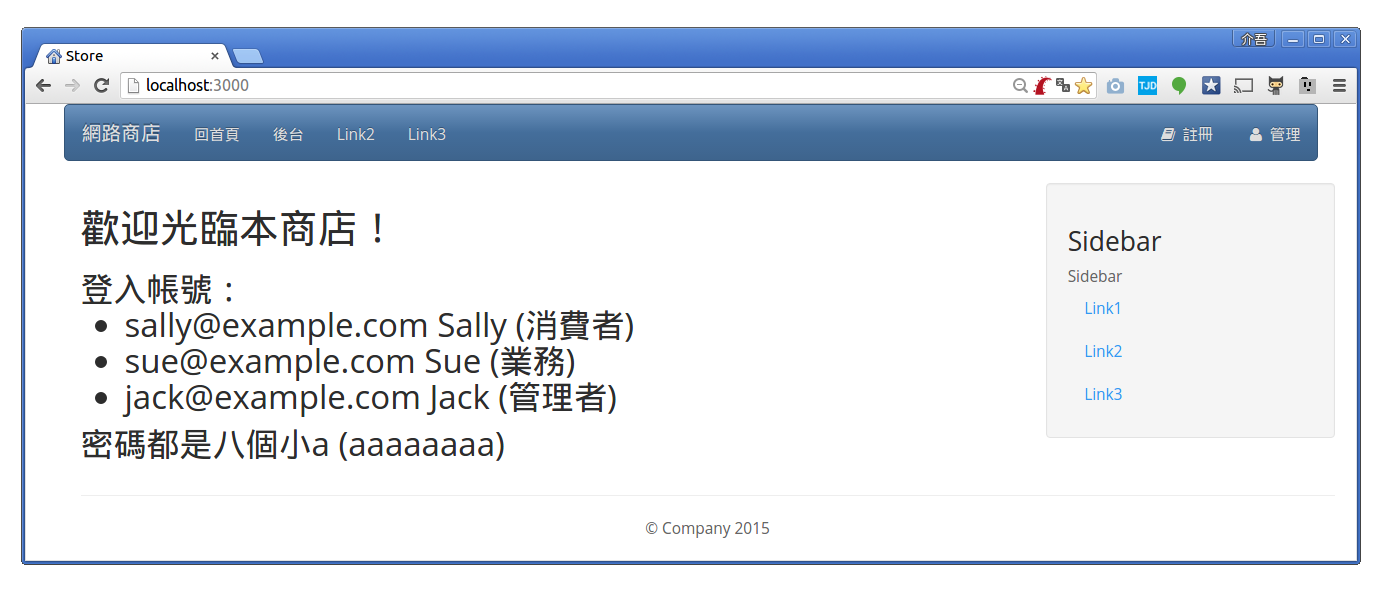 介吾
Store
localhost:3000
TJD
網路商店 回首頁 後台 Link2 Link3 註冊 管理
歡迎光臨本商店！
登入帳號：
sally@example.com Sally (消費者)
sue@example.com Sue (業務)
jack@example.com Jack (管理者)
密碼都是八個小a (aaaaaaaa)
Sidebar
Sidebar
Link1
Link2
Link3
© Company 2015